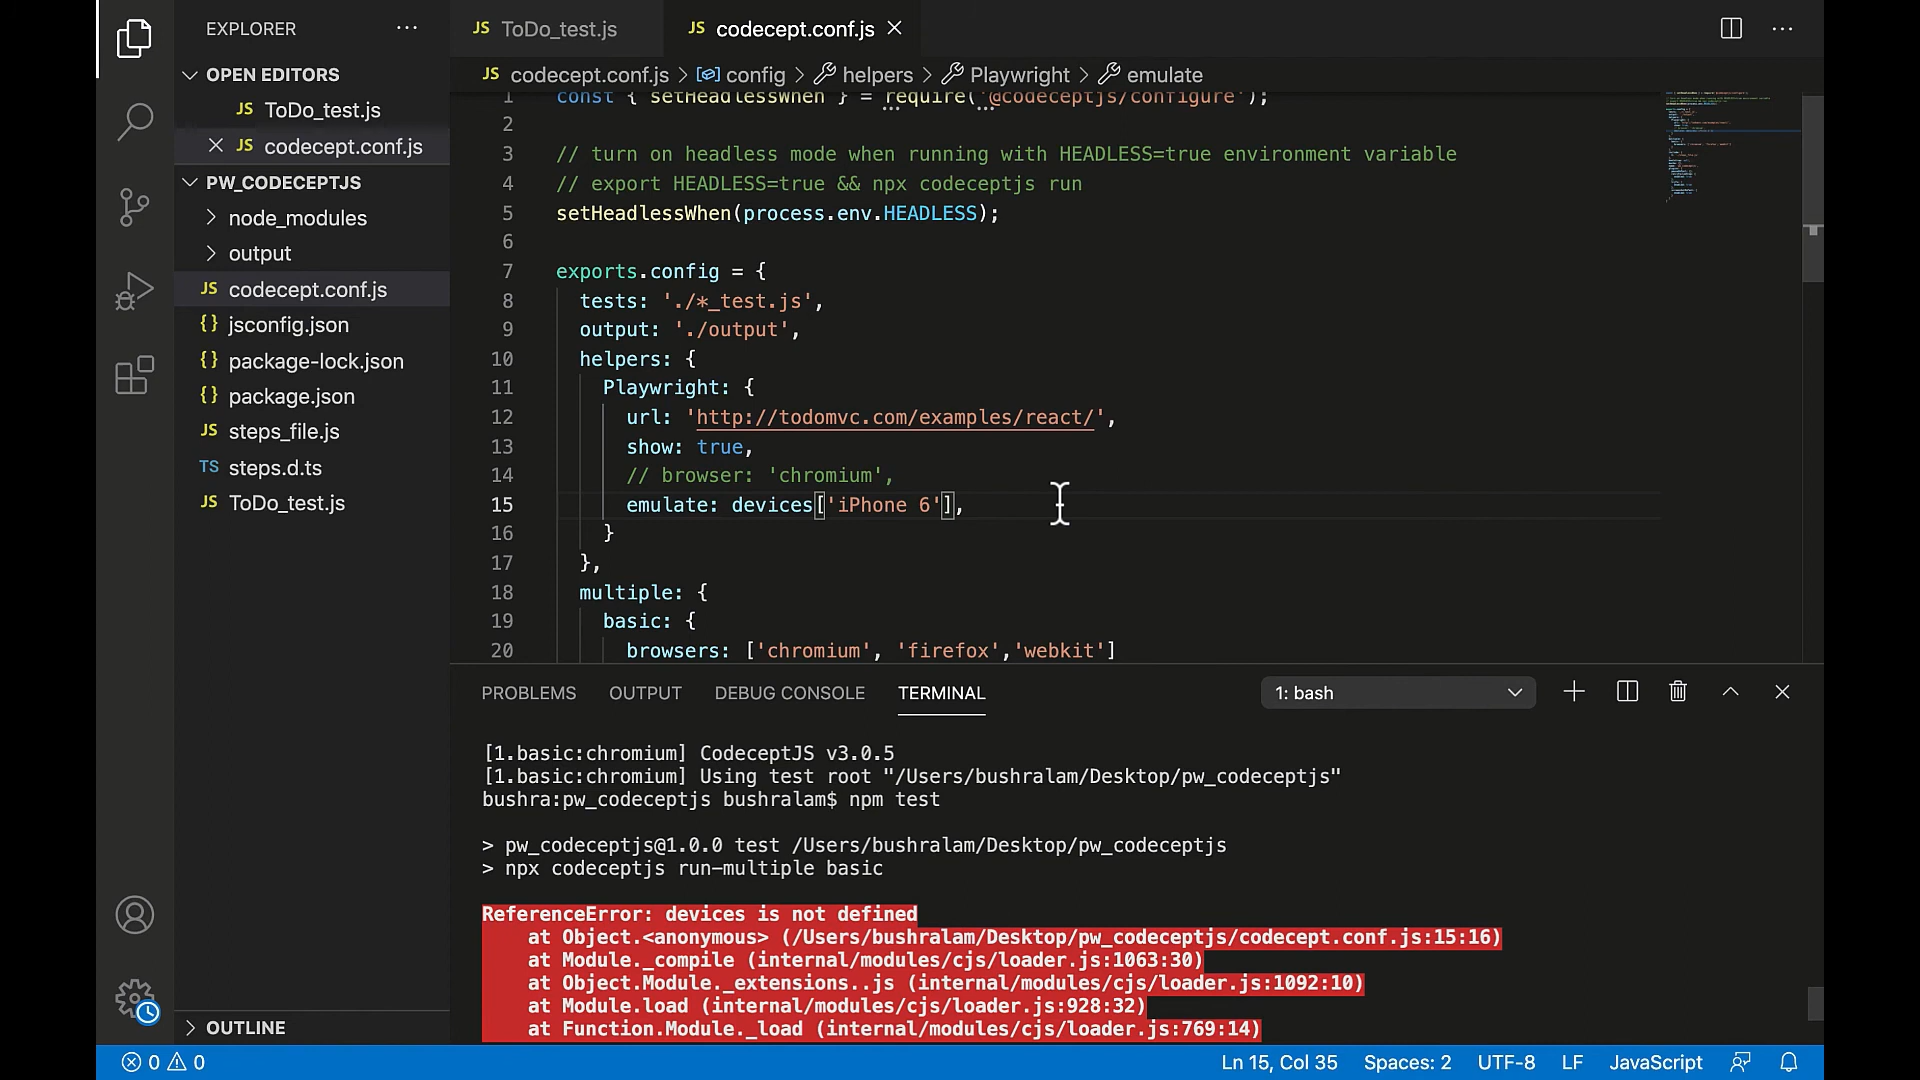 EXPLORER
OPEN EDITORS
JS ToDo_test.js
JS codecept.conf.js
PW_CODECEPTJS
node_modules
output
JS codecept.conf.js
{} jsconfig.json
{} package-lock.json
{} package.json
JS steps_file.js
TS steps.d.ts
JS ToDo_test.js
OUTLINE
JS ToDo_test.js
JS codecept.conf.js
JS codecept.conf.js > config > helpers > Playwright > emulate
1 const { setHeadlessWhen } = require('@codeceptjs/configure');
2
3 // turn on headless mode when running with HEADLESS=true environment variable
4 // export HEADLESS=true && npx codeceptjs run
5 setHeadlessWhen(process.env.HEADLESS);
6
7 exports.config = {
8 tests: './*_test.js',
9 output: './output',
10 helpers: {
11 Playwright: {
12 url: 'http://todomvc.com/examples/react/',
13 show: true,
14 // browser: 'chromium',
15 emulate: devices['iPhone 6'],
16 }
17 },
18 multiple: {
19 basic: {
20 browsers: ['chromium', 'firefox','webkit']
PROBLEMS OUTPUT DEBUG CONSOLE TERMINAL 1: bash
[1.basic:chromium] CodeceptJS v3.0.5
[1.basic:chromium] Using test root "/Users/bushralam/Desktop/pw_codeceptjs"
bushra:pw_codeceptjs bushralam$ npm test
> pw_codeceptjs@1.0.0 test /Users/bushralam/Desktop/pw_codeceptjs
> npx codeceptjs run-multiple basic
ReferenceError: devices is not defined
at Object.<anonymous> (/Users/bushralam/Desktop/pw_codeceptjs/codecept.conf.js:15:16)
at Module._compile (internal/modules/cjs/loader.js:1063:30)
at Object.Module._extensions..js (internal/modules/cjs/loader.js:1092:10)
at Module.load (internal/modules/cjs/loader.js:928:32)
at Function.Module._load (internal/modules/cjs/loader.js:769:14)
0 0 Ln 15, Col 35 Spaces: 2 UTF-8 LF JavaScript